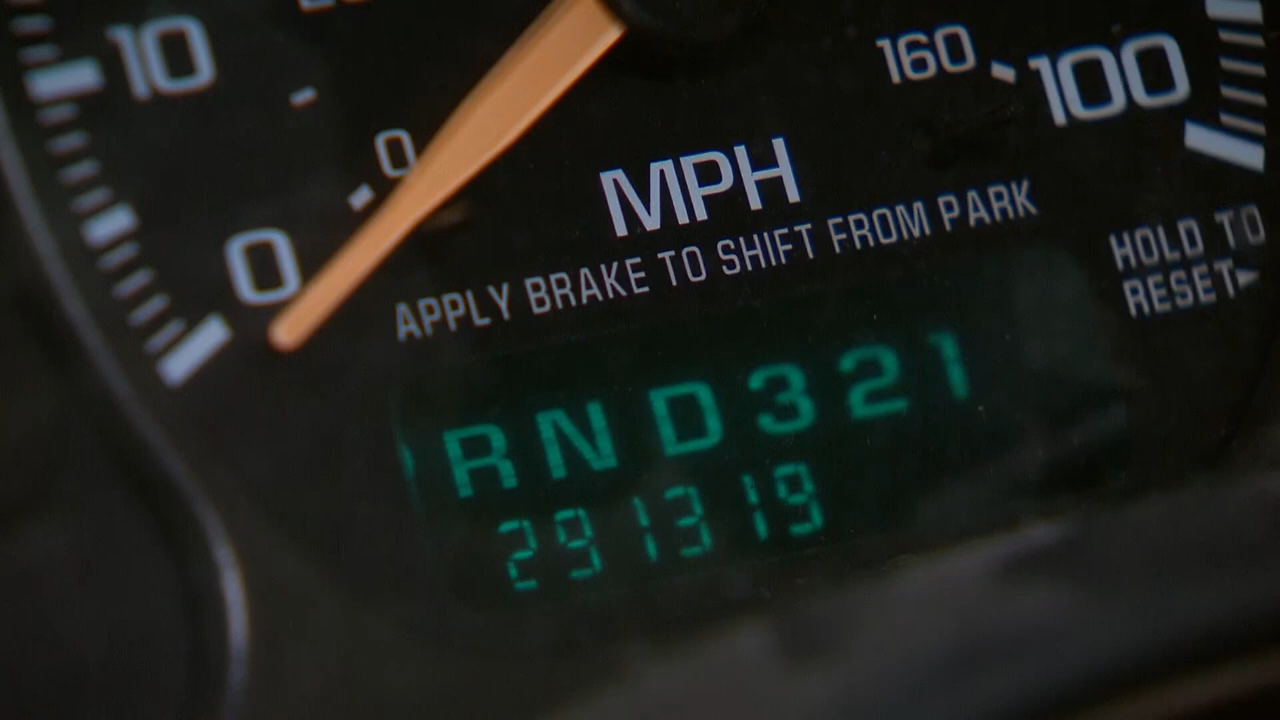 10
0
0
160
100
MPH
APPLY BRAKE TO SHIFT FROM PARK
HOLD TO
RESET▸
RND321
291319